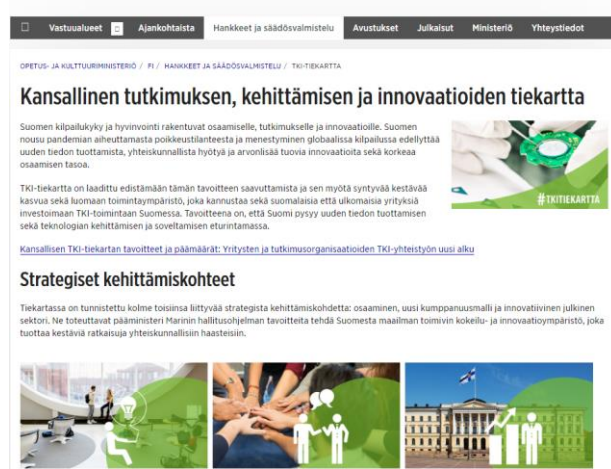 Vastuualueet Ajankohtaista Hankkeet ja säädösvalmistelu Avustukset Julkaisut Ministeriö Yhteystiedot
OPETUS- JA KULTTUURIMINISTERIÖ / FI / HANKKEET JA SÄÄDÖSVALMISTELU / TKI-TIEKARTTA
Kansallinen tutkimuksen, kehittämisen ja innovaatioiden tiekartta
Suomen kilpailukyky ja hyvinvointi rakentuvat osaamiselle, tutkimukselle ja innovaatioille. Suomen
nousu pandemian aiheuttamasta poikkeustilanteesta ja menestyminen globaalissa kilpailussa edellyttää
uuden tiedon tuottamista, yhteiskunnallista hyötyä ja arvonlisää tuovia innovaatioita sekä korkeaa
osaamisen tasoa.
#TKITIEKARTTA
TKI-tiekartta on laadittu edistämään tämän tavoitteen saavuttamista ja sen myötä syntyvää kestävää
kasvua sekä luomaan toimintaympäristö, joka kannustaa sekä suomalaisia että ulkomaisia yrityksiä
investoimaan TKI-toimintaan Suomessa. Tavoitteena on, että Suomi pysyy uuden tiedon tuottamisen
sekä teknologian kehittämisen ja soveltamisen eturintamassa.
Kansallisen TKI-tiekartan tavoitteet ja päämäärät: Yritysten ja tutkimusorganisaatioiden TKI-yhteistyön uusi alku
Strategiset kehittämiskohteet
Tiekartassa on tunnistettu kolme toisiinsa liittyvää strategista kehittämiskohdetta: osaaminen, uusi kumppanuusmalli ja innovatiivinen julkinen
sektori. Ne toteuttavat pääministeri Marinin hallitusohjelman tavoitteita tehdä Suomesta maailman toimivin kokeilu- ja innovaatioympäristö, joka
tuottaa kestäviä ratkaisuja yhteiskunnallisiin haasteisiin.